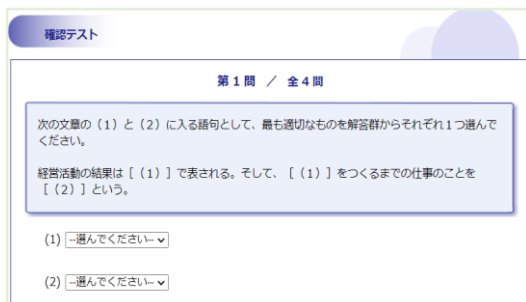 確認テスト
第1問 / 全4問
次の文章の(1)と(2)に入る語句として、最も適切なものを解答群からそれぞれ1つ選んで
ください。
経営活動の結果は[(1)]で表される。そして、[(1)]をつくるまでの仕事のことを
[(2)]という。
(1) --選んでください--
(2) --選んでください--